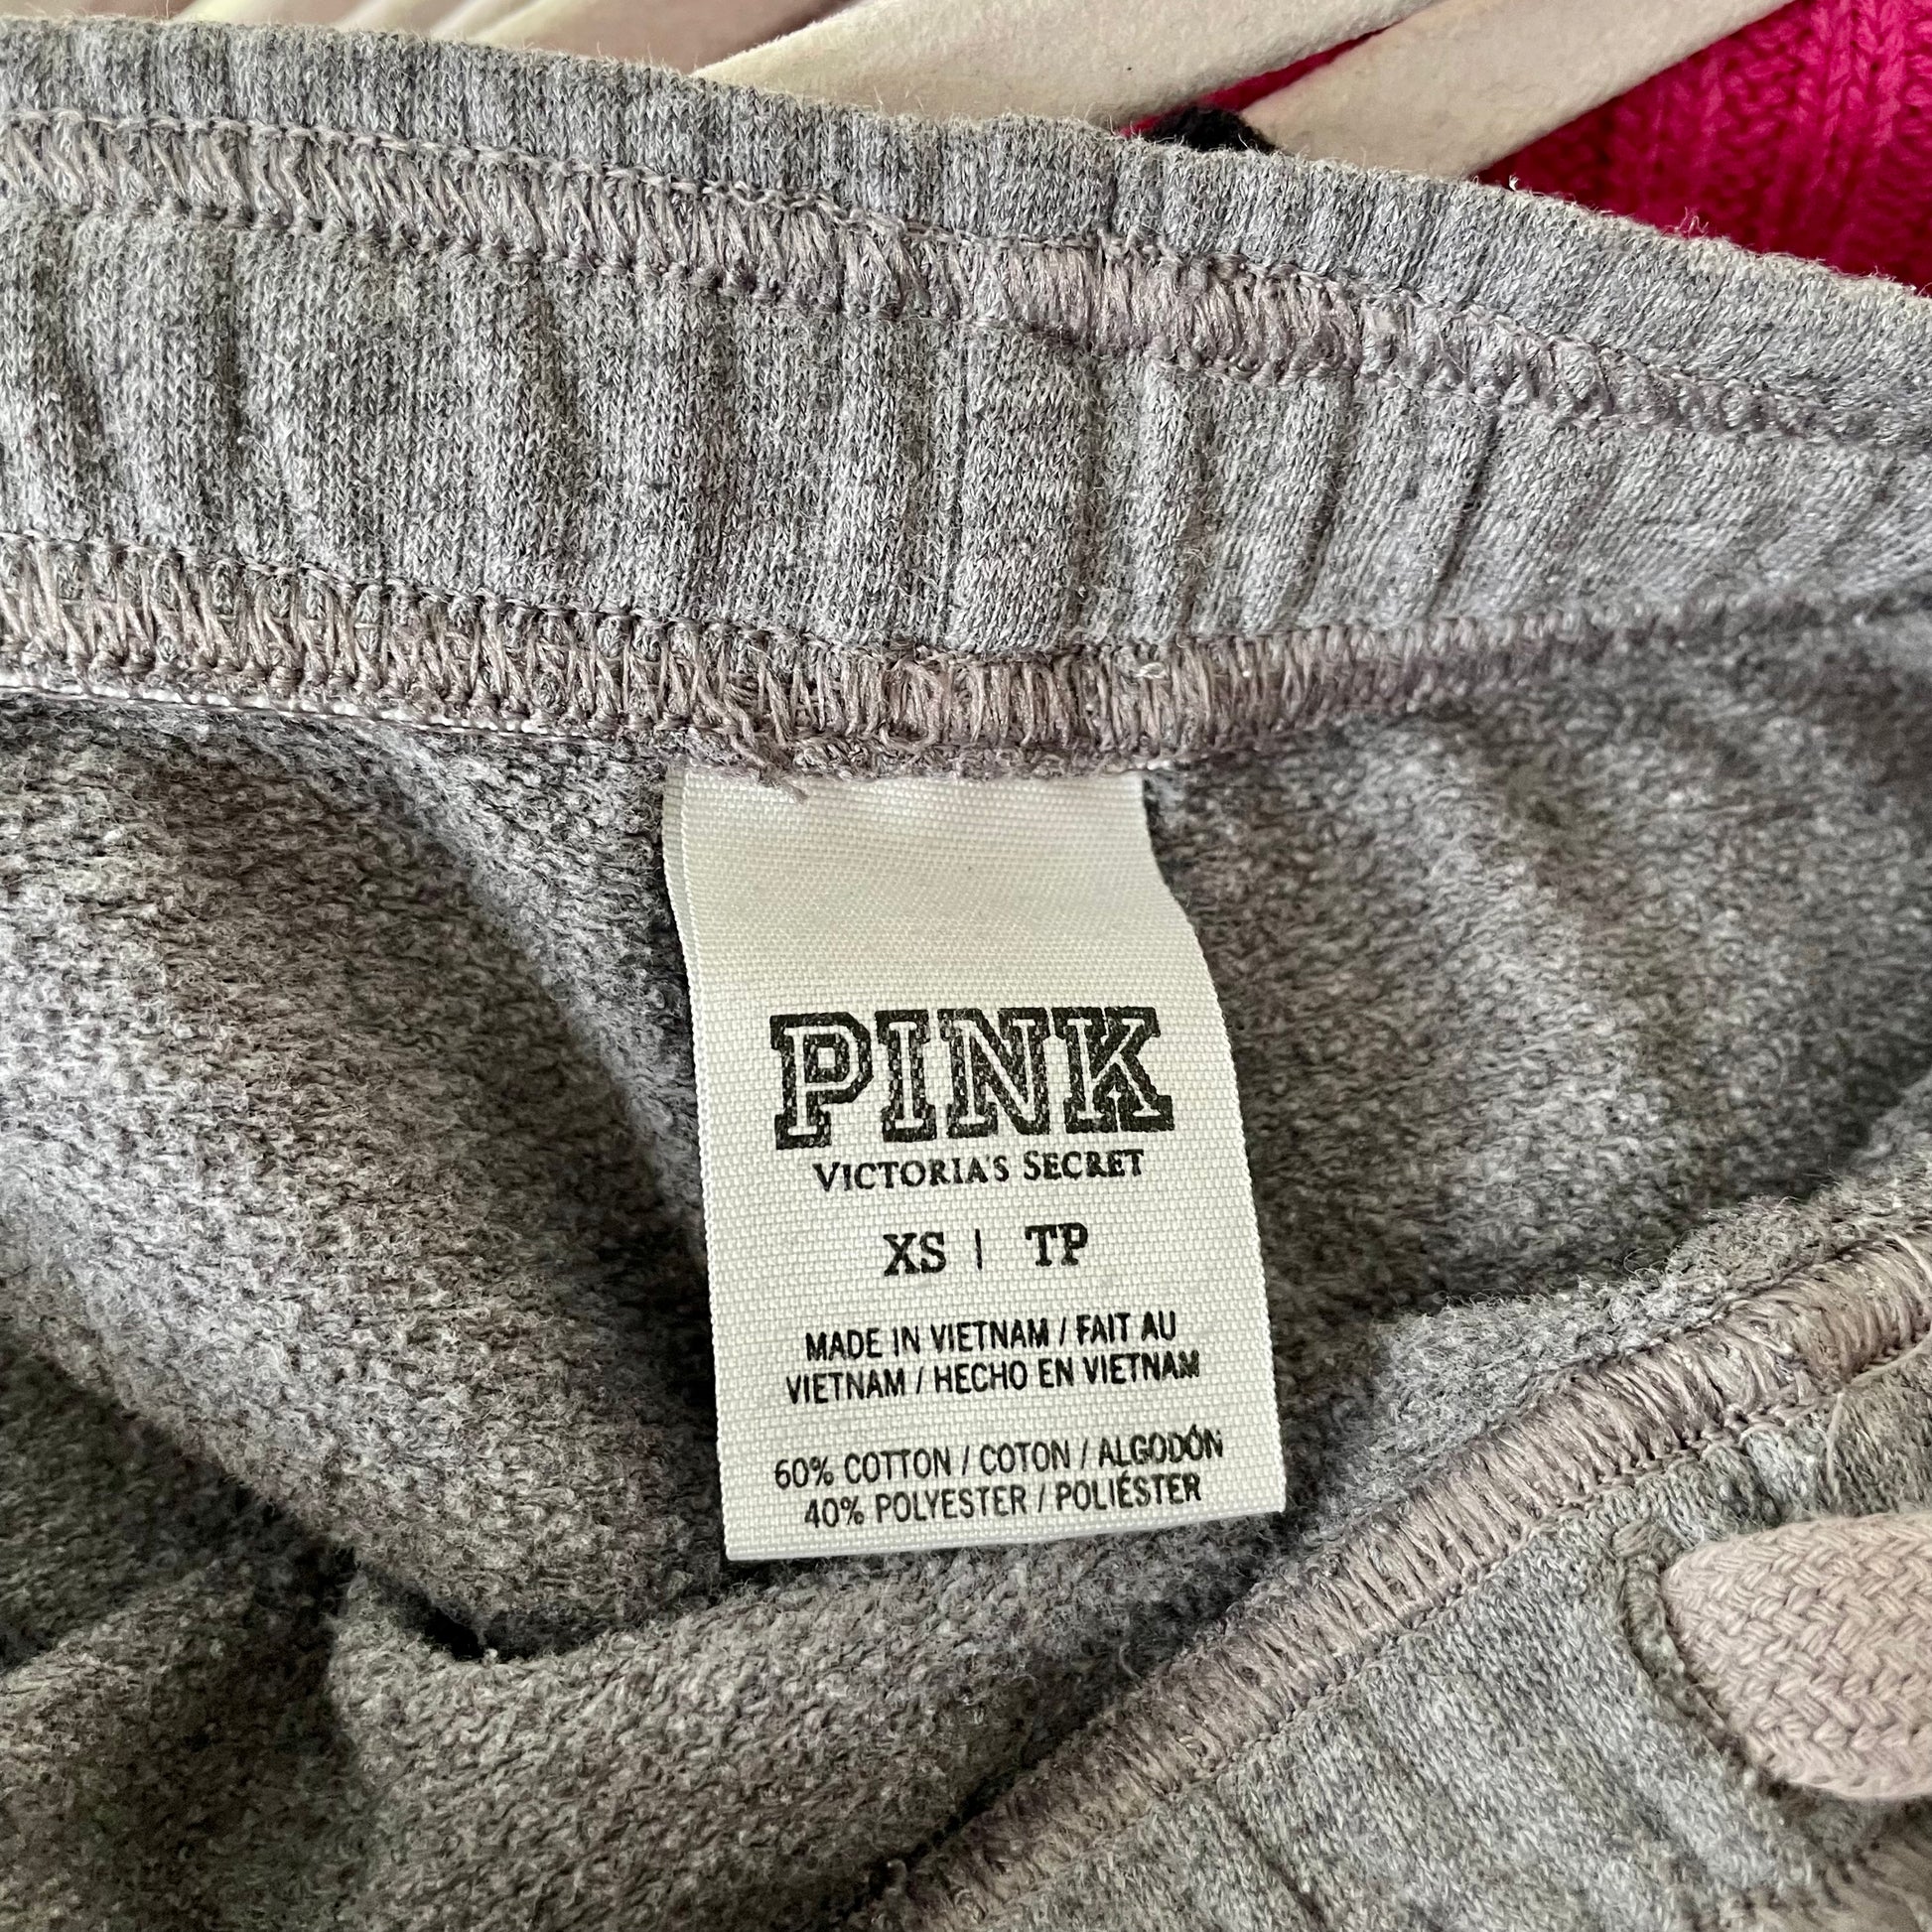 PINK
VICTORIA'S SECRET
XS | TP
MADE IN VIETNAM / FAIT AU
VIETNAM / HECHO EN VIETNAM
60% COTTON / COTON / ALGODÓN
40% POLYESTER / POLIÉSTER